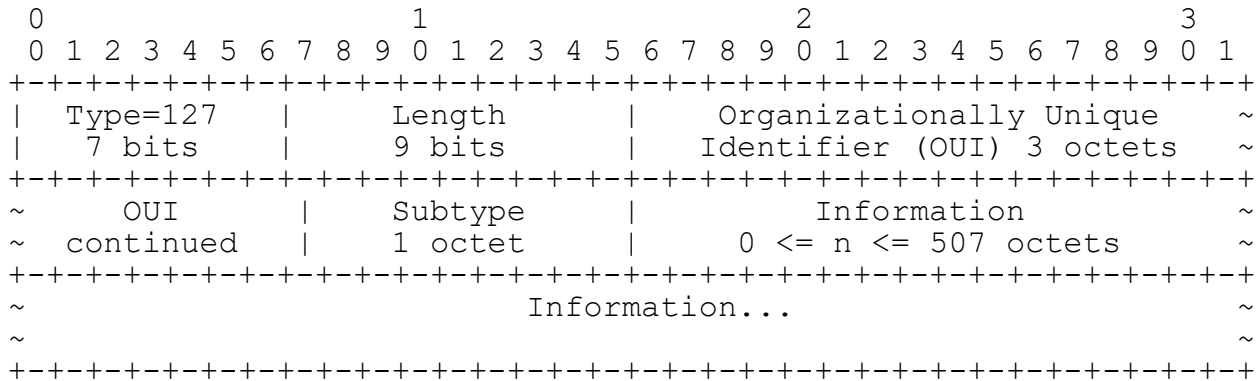 0                   1                   2                   3
 0 1 2 3 4 5 6 7 8 9 0 1 2 3 4 5 6 7 8 9 0 1 2 3 4 5 6 7 8 9 0 1
+-+-+-+-+-+-+-+-+-+-+-+-+-+-+-+-+-+-+-+-+-+-+-+-+-+-+-+-+-+-+-+-+
|  Type=127   |     Length      |    Organizationally Unique    ~
|   7 bits    |     9 bits      |   Identifier (OUI) 3 octets   ~
+-+-+-+-+-+-+-+-+-+-+-+-+-+-+-+-+-+-+-+-+-+-+-+-+-+-+-+-+-+-+-+-+
~     OUI       |    Subtype    |         Information           ~
~  continued    |    1 octet    |     0 <= n <= 507 octets      ~
+-+-+-+-+-+-+-+-+-+-+-+-+-+-+-+-+-+-+-+-+-+-+-+-+-+-+-+-+-+-+-+-+
~                          Information...                       ~
~                                                               ~
+-+-+-+-+-+-+-+-+-+-+-+-+-+-+-+-+-+-+-+-+-+-+-+-+-+-+-+-+-+-+-+-+